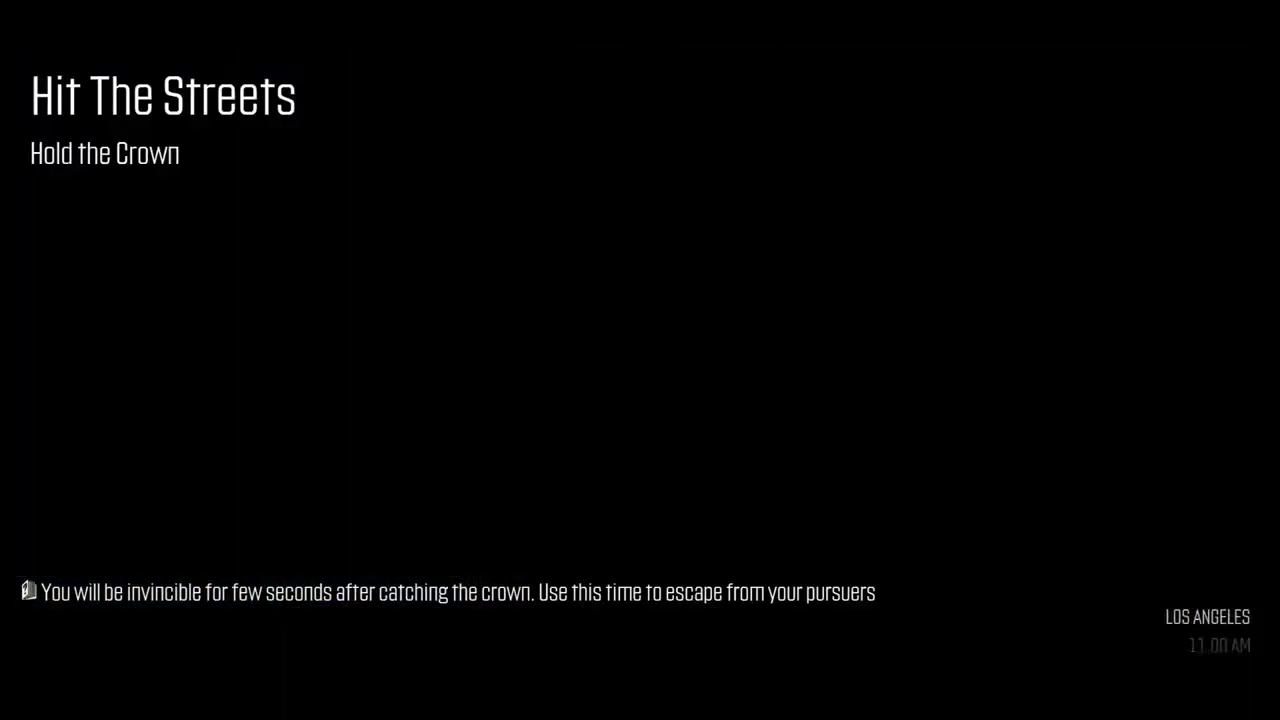 Hit The Streets
Hold the Crown
You will be invincible for few seconds after catching the crown. Use this time to escape from your pursuers
LOS ANGELES
11.00 AM